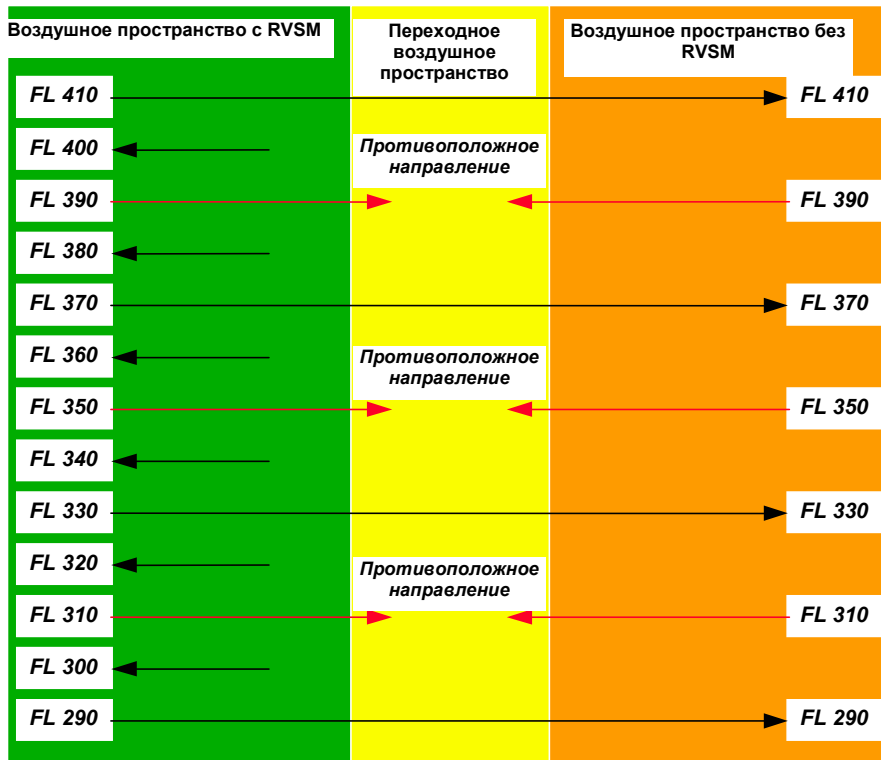 Воздушное пространство с RVSM
Переходное
воздушное
пространство
Воздушное пространство без
RVSM
FL 410
FL 410
FL 400
Противоположное
направление
FL 390
FL 390
FL 380
FL 370
FL 370
FL 360
Противоположное
направление
FL 350
FL 350
FL 340
FL 330
FL 330
FL 320
Противоположное
направление
FL 310
FL 310
FL 300
FL 290
FL 290